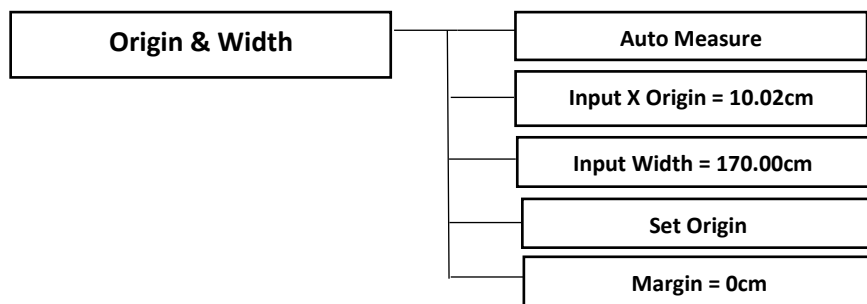 Origin & Width
Auto Measure
Input X Origin = 10.02cm
Input Width = 170.00cm
Set Origin
Margin = 0cm